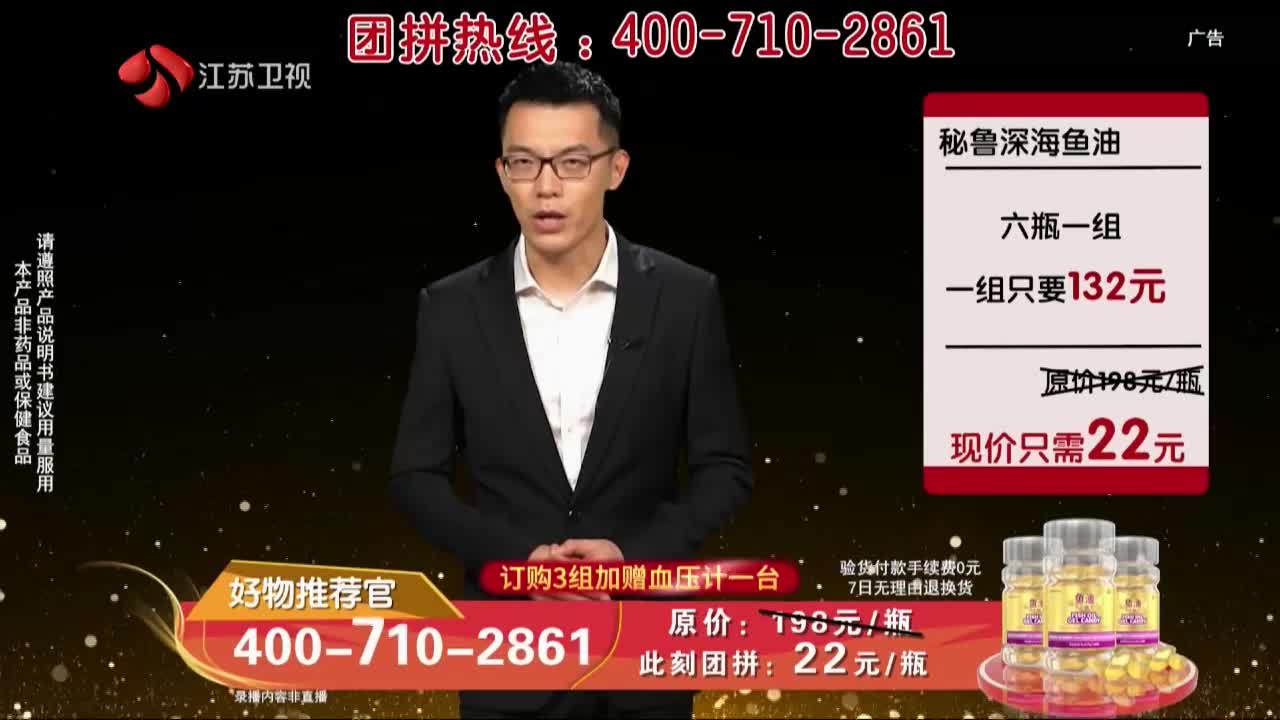 团拼热线：400-710-2861
广告
江苏卫视
秘鲁深海鱼油
六瓶一组
一组只要132元
原价198元/瓶
现价只需22元
请遵照产品说明书建议用量服用
本产品非药品或保健食品
好物推荐官
400-710-2861
录播内容非直播
订购3组加赠血压计一台
原价：198元/瓶
此刻团拼：22元/瓶
验货付款手续费0元
7日无理由退换货
鱼油
FISH OIL
GEL CANDY